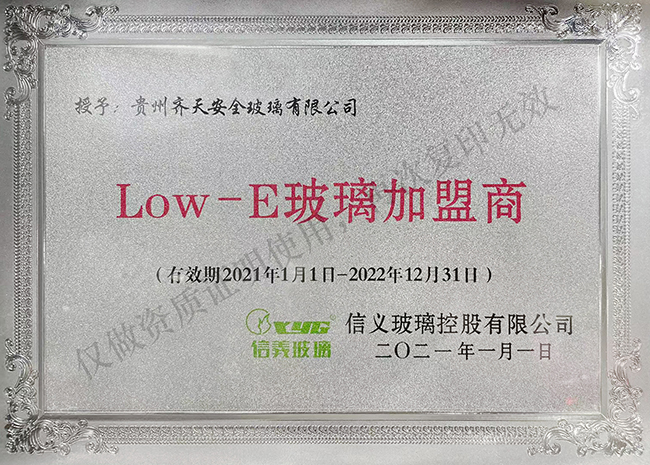 授予：贵州齐天安全玻璃有限公司
Low-E玻璃加盟商
（有效期2021年1月1日-2022年12月31日）
XYG®
信義玻璃
信义玻璃控股有限公司
二〇二一年一月一日
仅做资质证明使用，再次复印无效